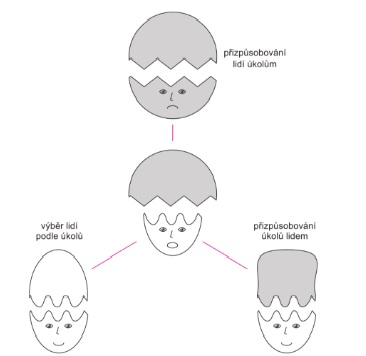 přizpůsobování
lidí úkolům
výběr lidí
podle úkolů
přizpůsobování
úkolů lidem